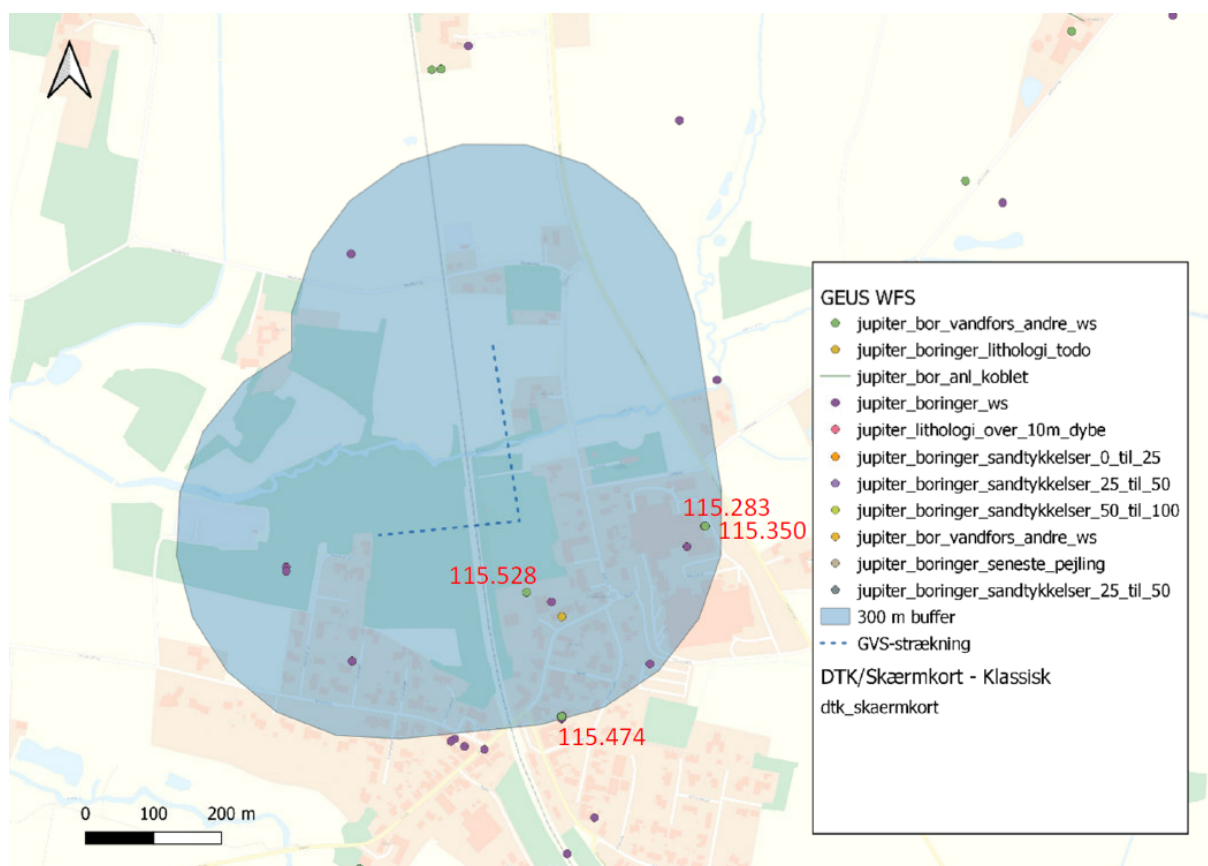 115.283
115.350
115.528
115.474
0 100 200 m
GEUS WFS
jupiter_bor_vandfors_andre_ws
jupiter_boringer_lithologi_todo
jupiter_bor_anl_koblet
jupiter_boringer_ws
jupiter_lithologi_over_10m_dybe
jupiter_boringer_sandtykkelser_0_til_25
jupiter_boringer_sandtykkelser_25_til_50
jupiter_boringer_sandtykkelser_50_til_100
jupiter_bor_vandfors_andre_ws
jupiter_boringer_seneste_pejling
jupiter_boringer_sandtykkelser_25_til_50
300 m buffer
GVS-strækning
DTK/Skærmkort - Klassisk
dtk_skaermkort